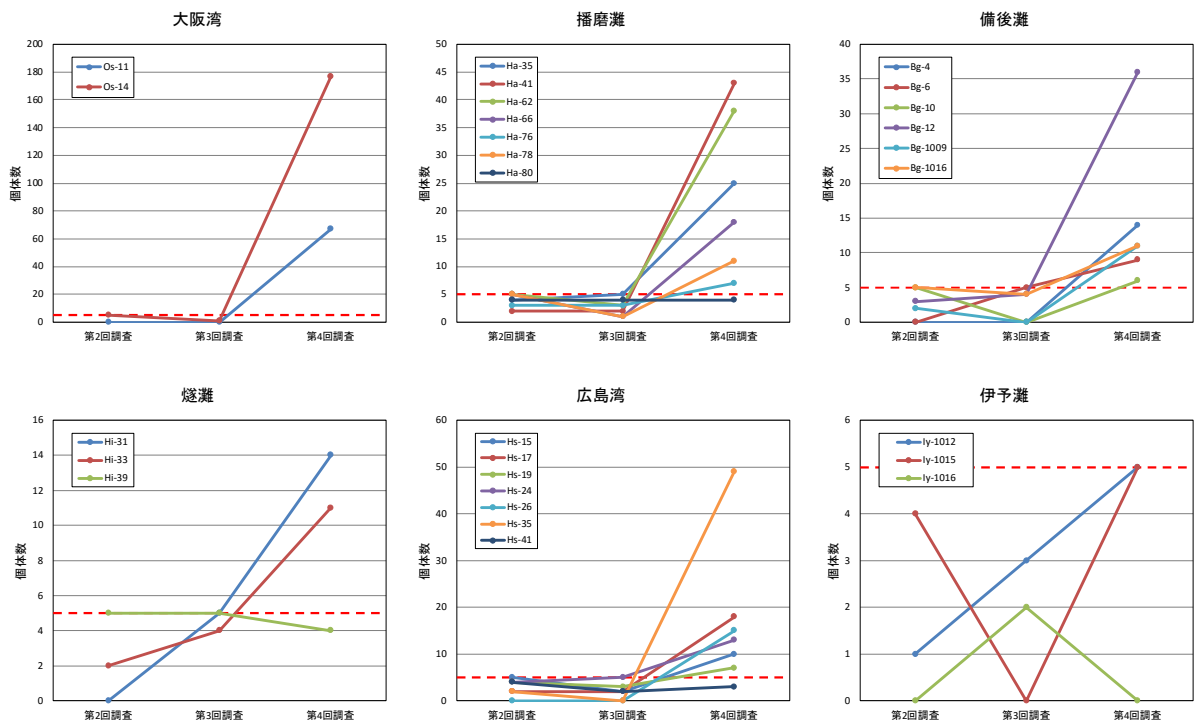 大阪湾
個体数
200
180
160
140
120
100
80
60
40
20
0
Os-11
Os-14
第2回調査 第3回調査 第4回調査
播磨灘
個体数
50
45
40
35
30
25
20
15
10
5
0
Ha-35
Ha-41
Ha-62
Ha-66
Ha-76
Ha-78
Ha-80
第2回調査 第3回調査 第4回調査
備後灘
個体数
40
35
30
25
20
15
10
5
0
Bg-4
Bg-6
Bg-10
Bg-12
Bg-1009
Bg-1016
第2回調査 第3回調査 第4回調査
燧灘
個体数
16
14
12
10
8
6
4
2
0
Hi-31
Hi-33
Hi-39
第2回調査 第3回調査 第4回調査
広島湾
個体数
60
50
40
30
20
10
0
Hs-15
Hs-17
Hs-19
Hs-24
Hs-26
Hs-35
Hs-41
第2回調査 第3回調査 第4回調査
伊予灘
個体数
6
5
4
3
2
1
0
Iy-1012
Iy-1015
Iy-1016
第2回調査 第3回調査 第4回調査